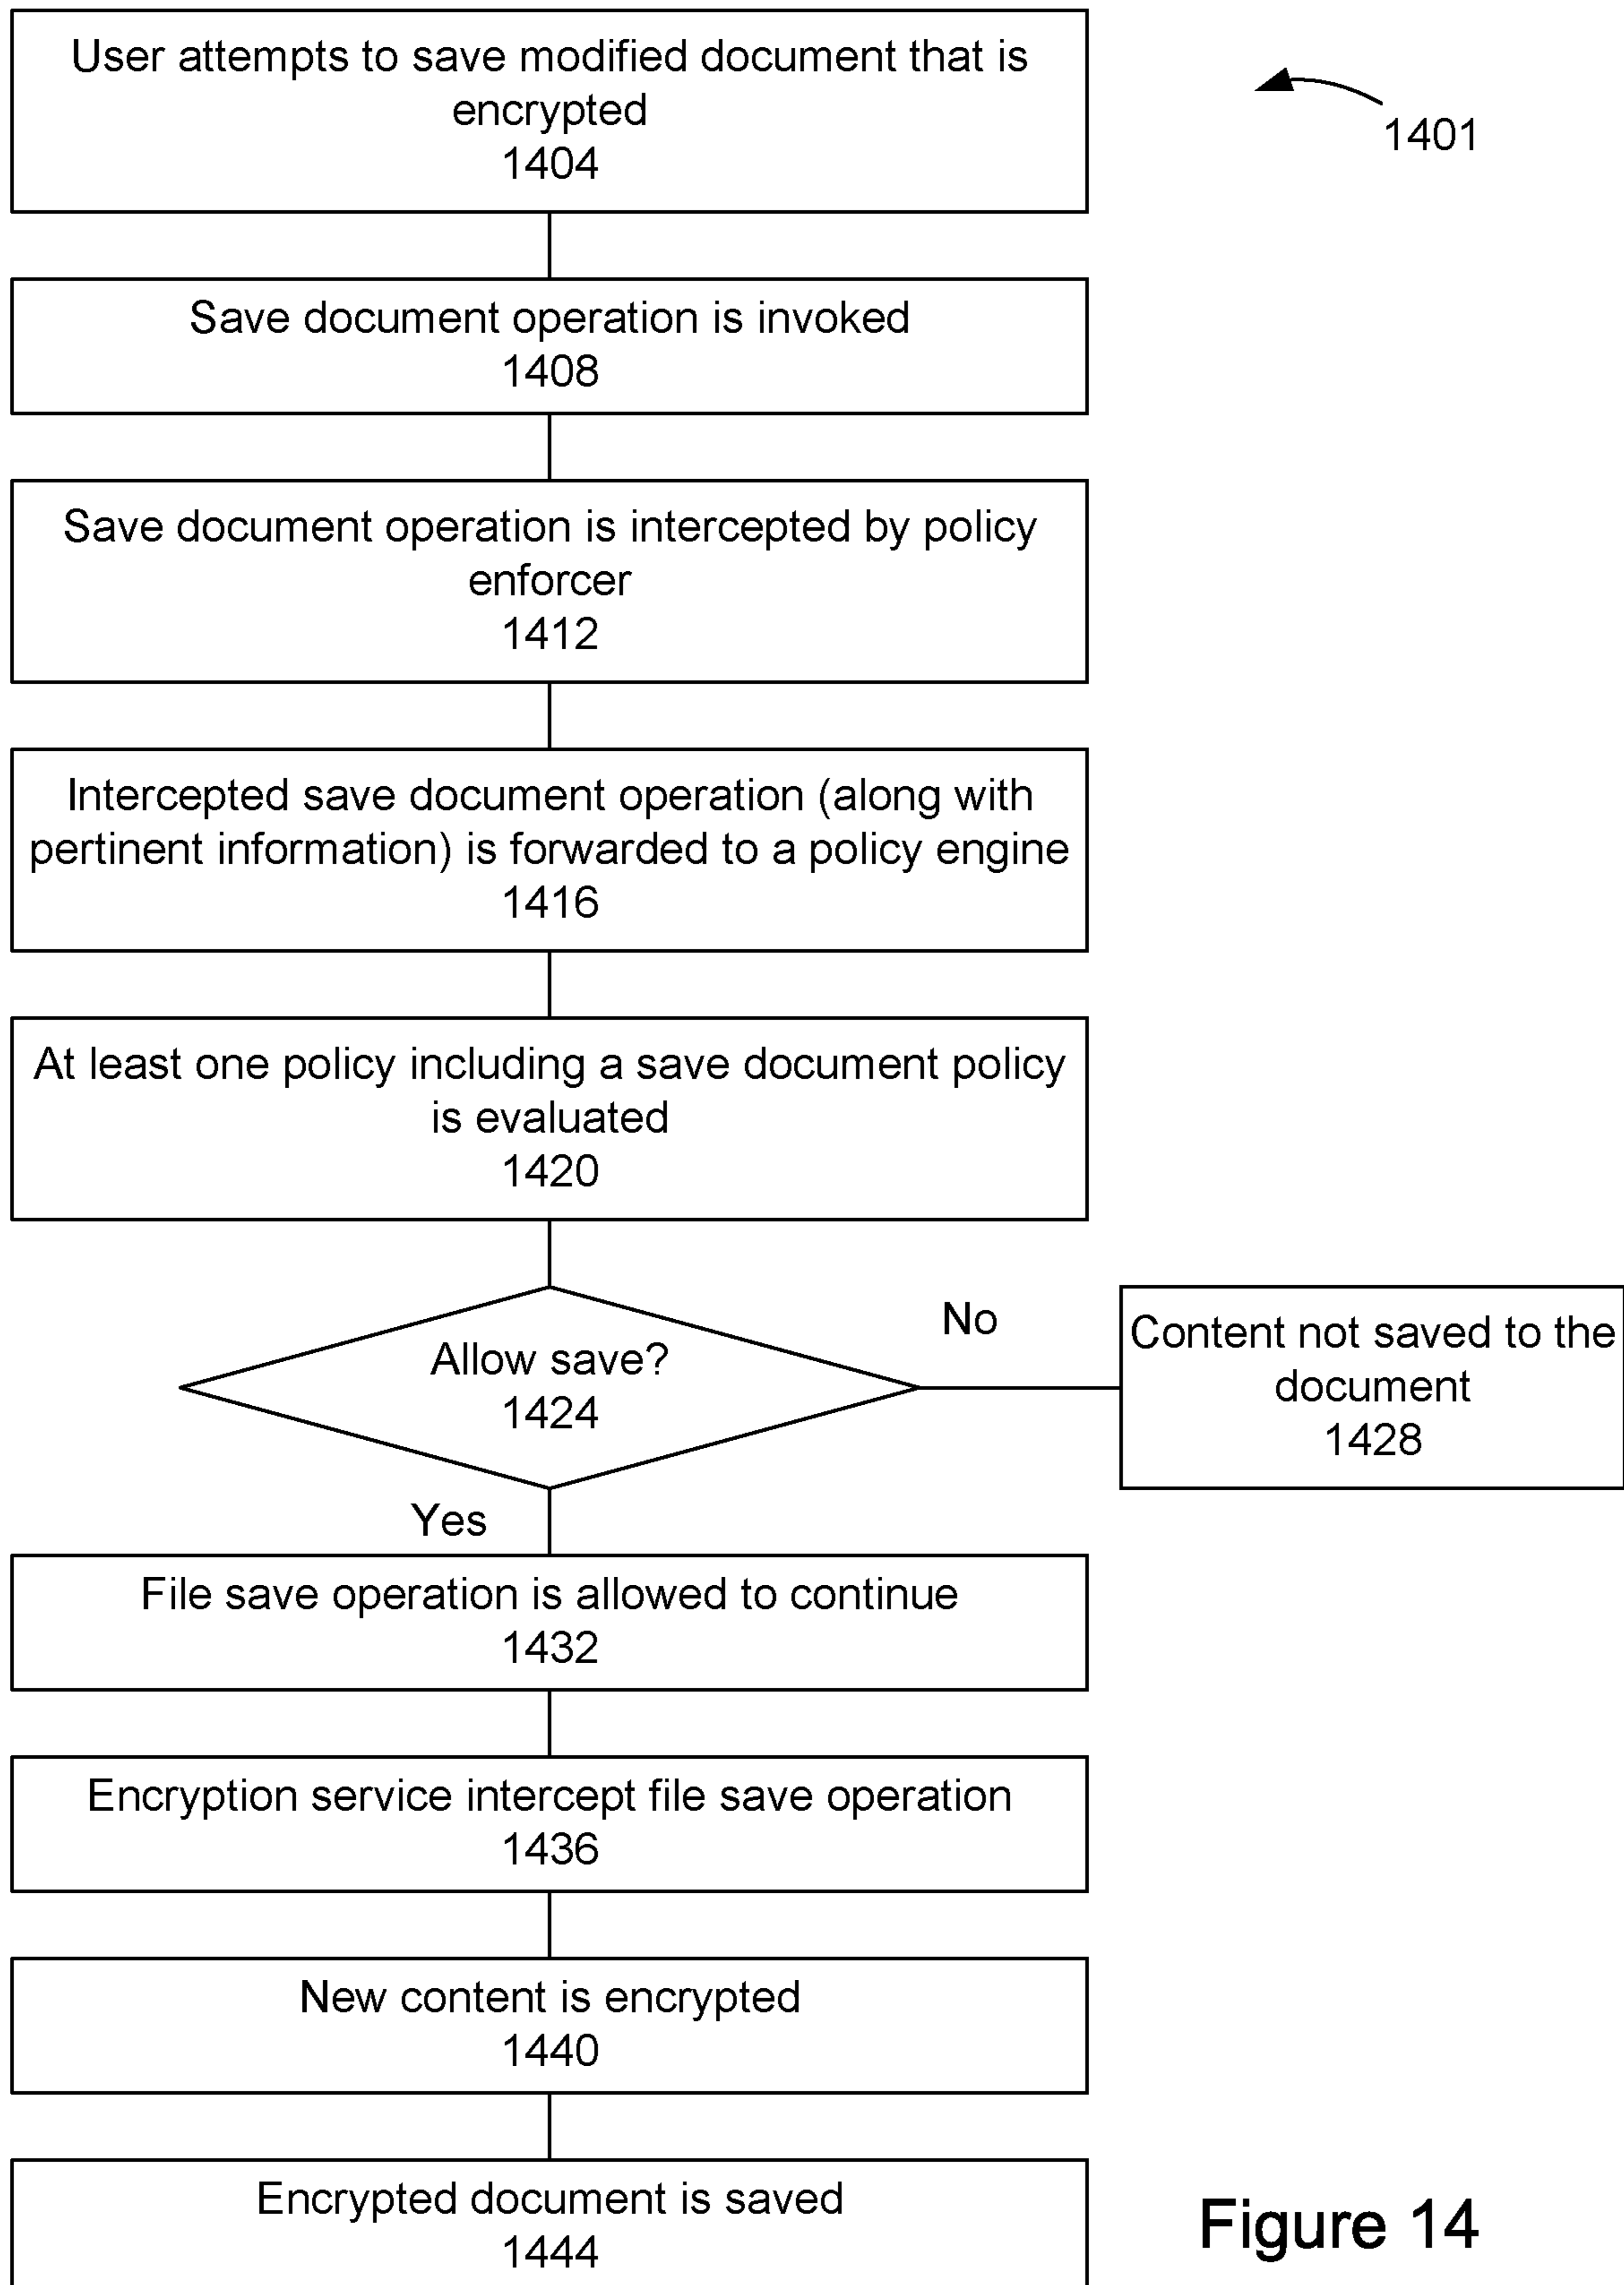 User attempts to save modified document that is
encrypted
1404
1401
Save document operation is invoked
1408
Save document operation is intercepted by policy
enforcer
1412
Intercepted save document operation (along with
pertinent information) is forwarded to a policy engine
1416
At least one policy including a save document policy
is evaluated
1420
Allow save?
1424
No
Content not saved to the
document
1428
Yes
File save operation is allowed to continue
1432
Encryption service intercept file save operation
1436
New content is encrypted
1440
Encrypted document is saved
1444
Figure 14